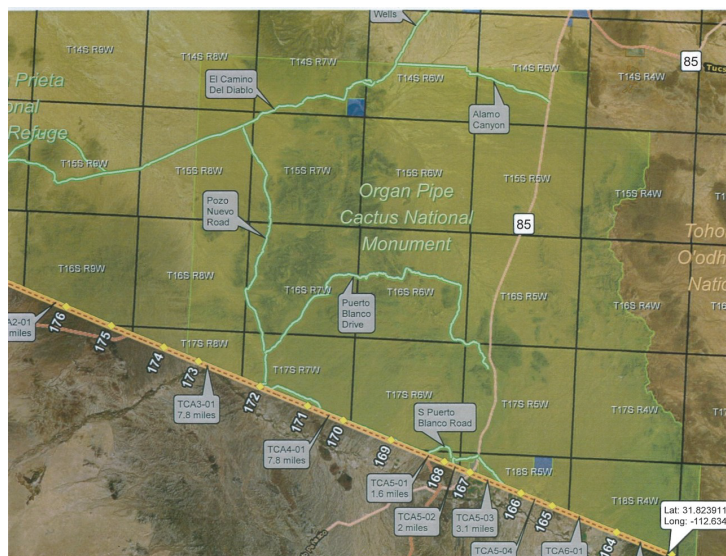 Wells
T14S R8W
T14S R7W
T14S R6W
T14S R5W
T14S R4W
85
El Camino
Del Diablo
Alamo
Canyon
Prieta
Refuge
T15S R9W
T15S R8W
T15S R7W
T15S R6W
T15S R5W
T15S R4W
Organ Pipe
Cactus National
Monument
Pozo
Nuevo
Road
85
T16S R9W
T16S R8W
T16S R7W
T16S R6W
T16S R5W
T16S R4W
Puerto
Blanco
Drive
miles
176
175
174
173
172
171
170
169
168
167
166
165
164
T17S R8W
T17S R7W
T17S R6W
T17S R5W
T17S R4W
TCA3-01
7.8 miles
TCA4-01
7.8 miles
S Puerto
Blanco Road
TCA5-01
1.6 miles
TCA5-02
2 miles
TCA5-03
3.1 miles
TCA5-04
TCA6-01
T18S R5W
T18S R4W
Lat: 31.823911
Long: -112.634